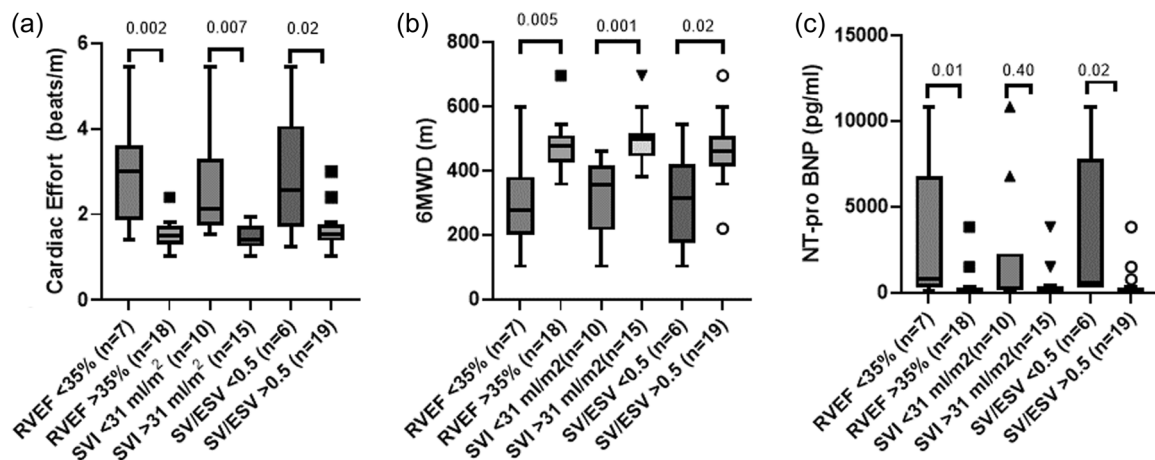 (a)
0.002
0.007
0.02
Cardiac Effort (beats/m)
6
4
2
0
RVEF <35% (n=7)
RVEF >35% (n=18)
SVI <31 ml/m² (n=10)
SVI >31 ml/m² (n=15)
SV/ESV <0.5 (n=6)
SV/ESV >0.5 (n=19)
(b)
0.005
0.001
0.02
6MWD (m)
800
600
400
200
0
RVEF <35% (n=7)
RVEF >35% (n=18)
SVI <31 ml/m2(n=10)
SVI >31 ml/m2(n=15)
SV/ESV <0.5 (n=6)
SV/ESV >0.5 (n=19)
(c)
0.01
0.40
0.02
NT-pro BNP (pg/ml)
15000
10000
5000
0
RVEF <35% (n=7)
RVEF >35% (n=18)
SVI <31 ml/m2(n=10)
SVI >31 ml/m2(n=15)
SV/ESV <0.5 (n=6)
SV/ESV >0.5 (n=19)